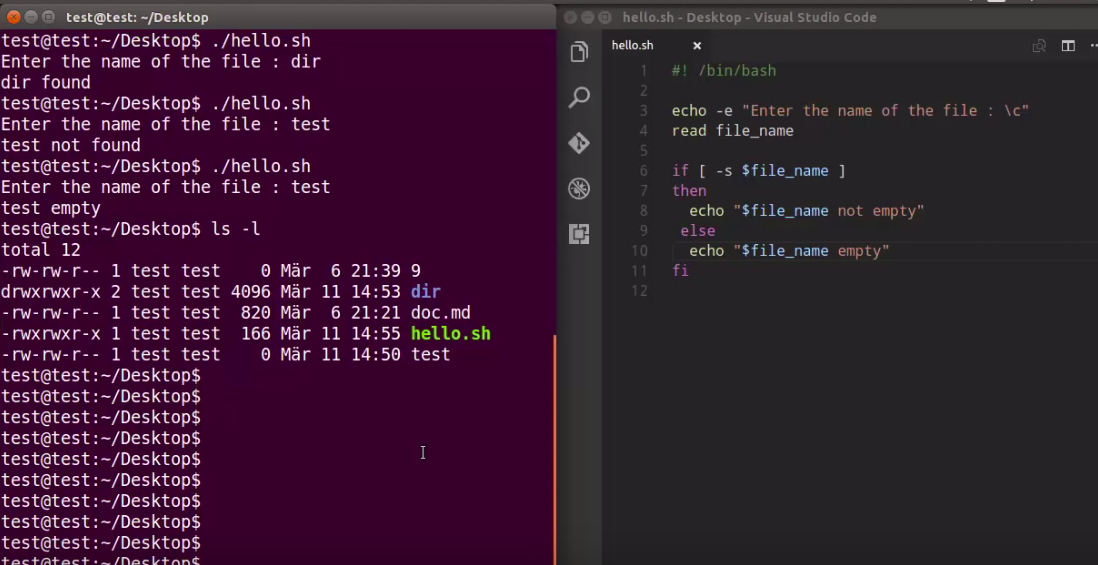 test@test: ~/Desktop
test@test:~/Desktop$ ./hello.sh
Enter the name of the file : dir
dir found
test@test:~/Desktop$ ./hello.sh
Enter the name of the file : test
test not found
test@test:~/Desktop$ ./hello.sh
Enter the name of the file : test
test empty
test@test:~/Desktop$ ls -l
total 12
-rw-rw-r-- 1 test test    0 Mär  6 21:39 9
drwxrwxr-x 2 test test 4096 Mär 11 14:53 dir
-rw-rw-r-- 1 test test  820 Mär  6 21:21 doc.md
-rwxrwxr-x 1 test test  166 Mär 11 14:55 hello.sh
-rw-rw-r-- 1 test test    0 Mär 11 14:50 test
test@test:~/Desktop$
test@test:~/Desktop$
test@test:~/Desktop$
test@test:~/Desktop$
test@test:~/Desktop$
test@test:~/Desktop$
test@test:~/Desktop$
test@test:~/Desktop$
test@test:~/Desktop$
test@test:~/Desktop$
hello.sh - Desktop - Visual Studio Code
hello.sh
1 #! /bin/bash
2
3 echo -e "Enter the name of the file : \c"
4 read file_name
5
6 if [ -s $file_name ]
7 then
8   echo "$file_name not empty"
9  else
10   echo "$file_name empty"
11 fi
12